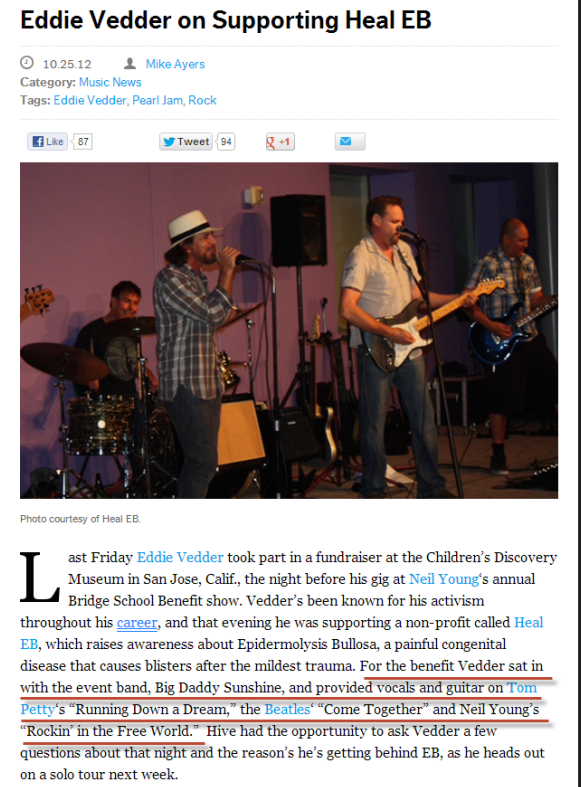 Eddie Vedder on Supporting Heal EB
10.25.12 Mike Ayers
Category: Music News
Tags: Eddie Vedder, Pearl Jam, Rock
Like 87 Tweet 94 +1
Photo courtesy of Heal EB.
Last Friday Eddie Vedder took part in a fundraiser at the Children's Discovery
Museum in San Jose, Calif., the night before his gig at Neil Young‘s annual
Bridge School Benefit show. Vedder's been known for his activism
throughout his career, and that evening he was supporting a non-profit called Heal
EB, which raises awareness about Epidermolysis Bullosa, a painful congenital
disease that causes blisters after the mildest trauma. For the benefit Vedder sat in
with the event band, Big Daddy Sunshine, and provided vocals and guitar on Tom
Petty‘s “Running Down a Dream,” the Beatles‘ “Come Together” and Neil Young’s
“Rockin’ in the Free World.” Hive had the opportunity to ask Vedder a few
questions about that night and the reason’s he’s getting behind EB, as he heads out
on a solo tour next week.